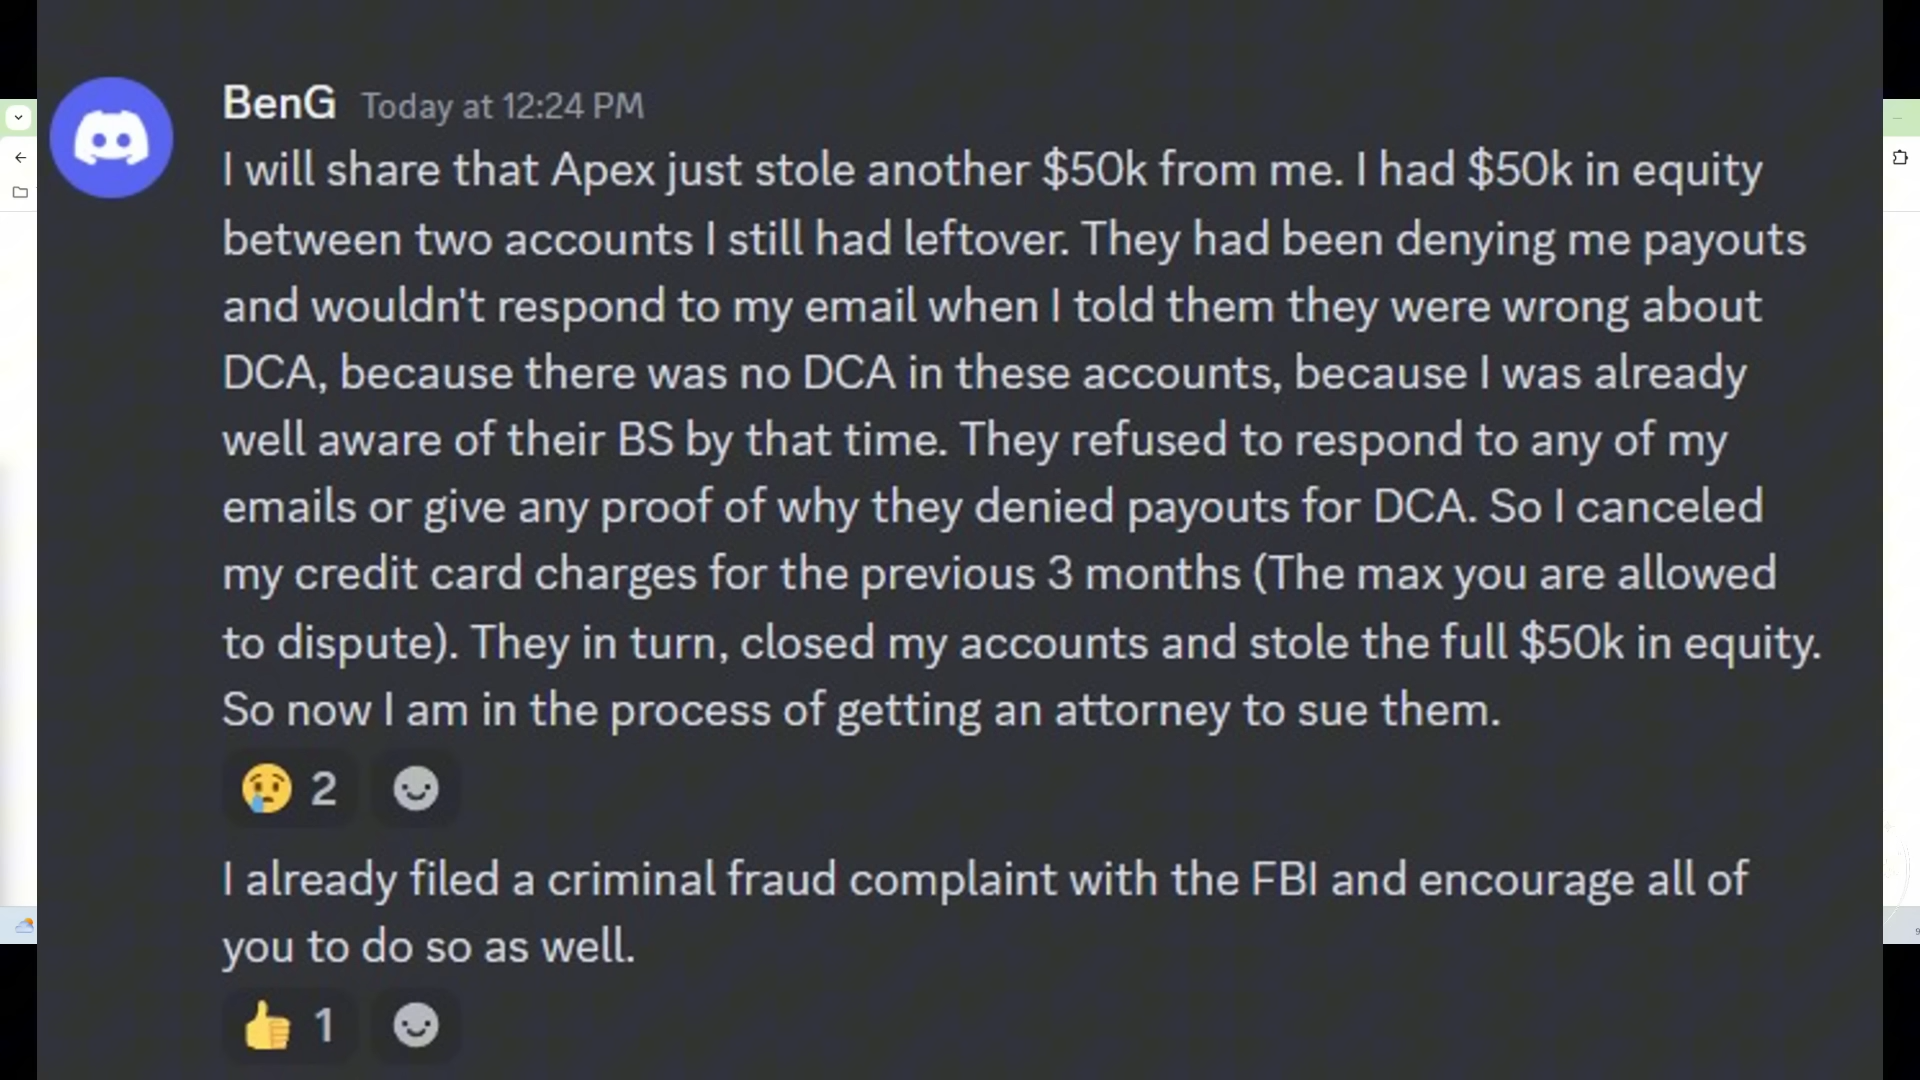 BenG Today at 12:24 PM
I will share that Apex just stole another $50k from me. I had $50k in equity
between two accounts I still had leftover. They had been denying me payouts
and wouldn't respond to my email when I told them they were wrong about
DCA, because there was no DCA in these accounts, because I was already
well aware of their BS by that time. They refused to respond to any of my
emails or give any proof of why they denied payouts for DCA. So I canceled
my credit card charges for the previous 3 months (The max you are allowed
to dispute). They in turn, closed my accounts and stole the full $50k in equity.
So now I am in the process of getting an attorney to sue them.
2
I already filed a criminal fraud complaint with the FBI and encourage all of
you to do so as well.
1
9